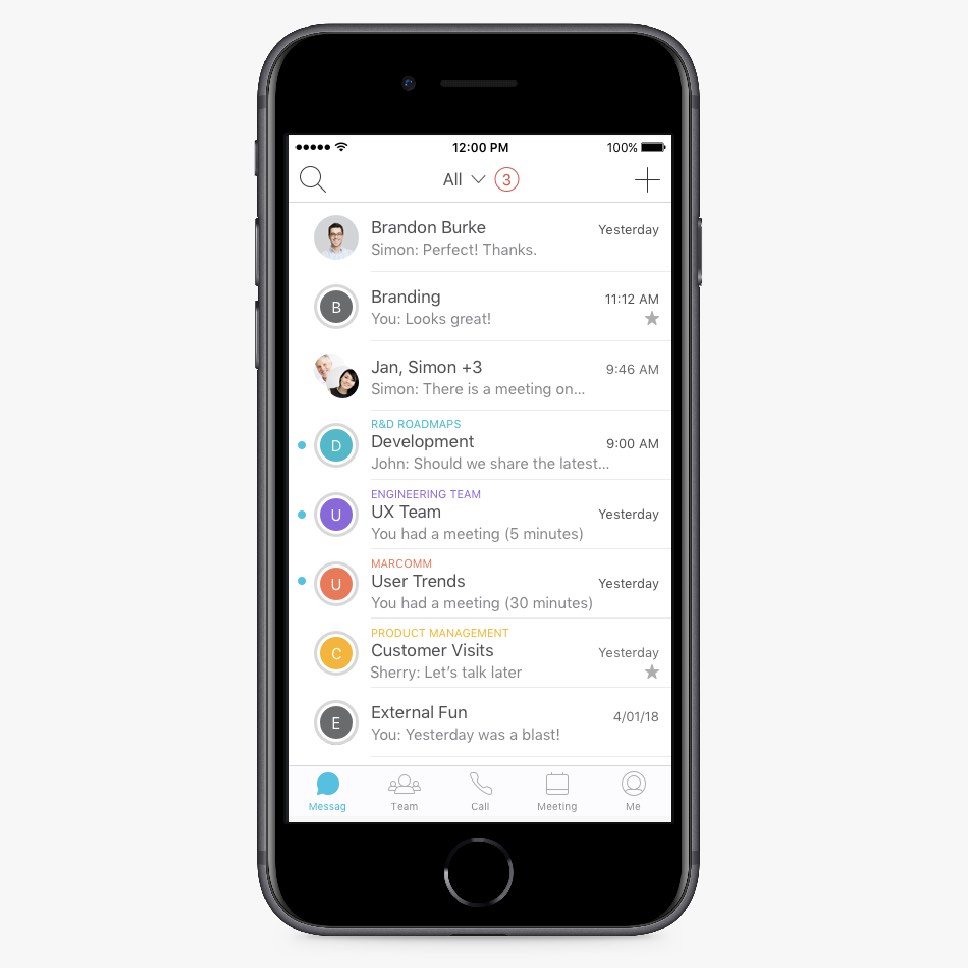 12:00 PM
100%
All
3
Brandon Burke
Yesterday
Simon: Perfect! Thanks.
B
Branding
11:12 AM
You: Looks great!
Jan, Simon +3
9:46 AM
Simon: There is a meeting on...
R&D ROADMAPS
D
Development
9:00 AM
John: Should we share the latest...
ENGINEERING TEAM
U
UX Team
Yesterday
You had a meeting (5 minutes)
MARCOMM
U
User Trends
Yesterday
You had a meeting (30 minutes)
PRODUCT MANAGEMENT
C
Customer Visits
Yesterday
Sherry: Let's talk later
E
External Fun
4/01/18
You: Yesterday was a blast!
Messag
Team
Call
Meeting
Me